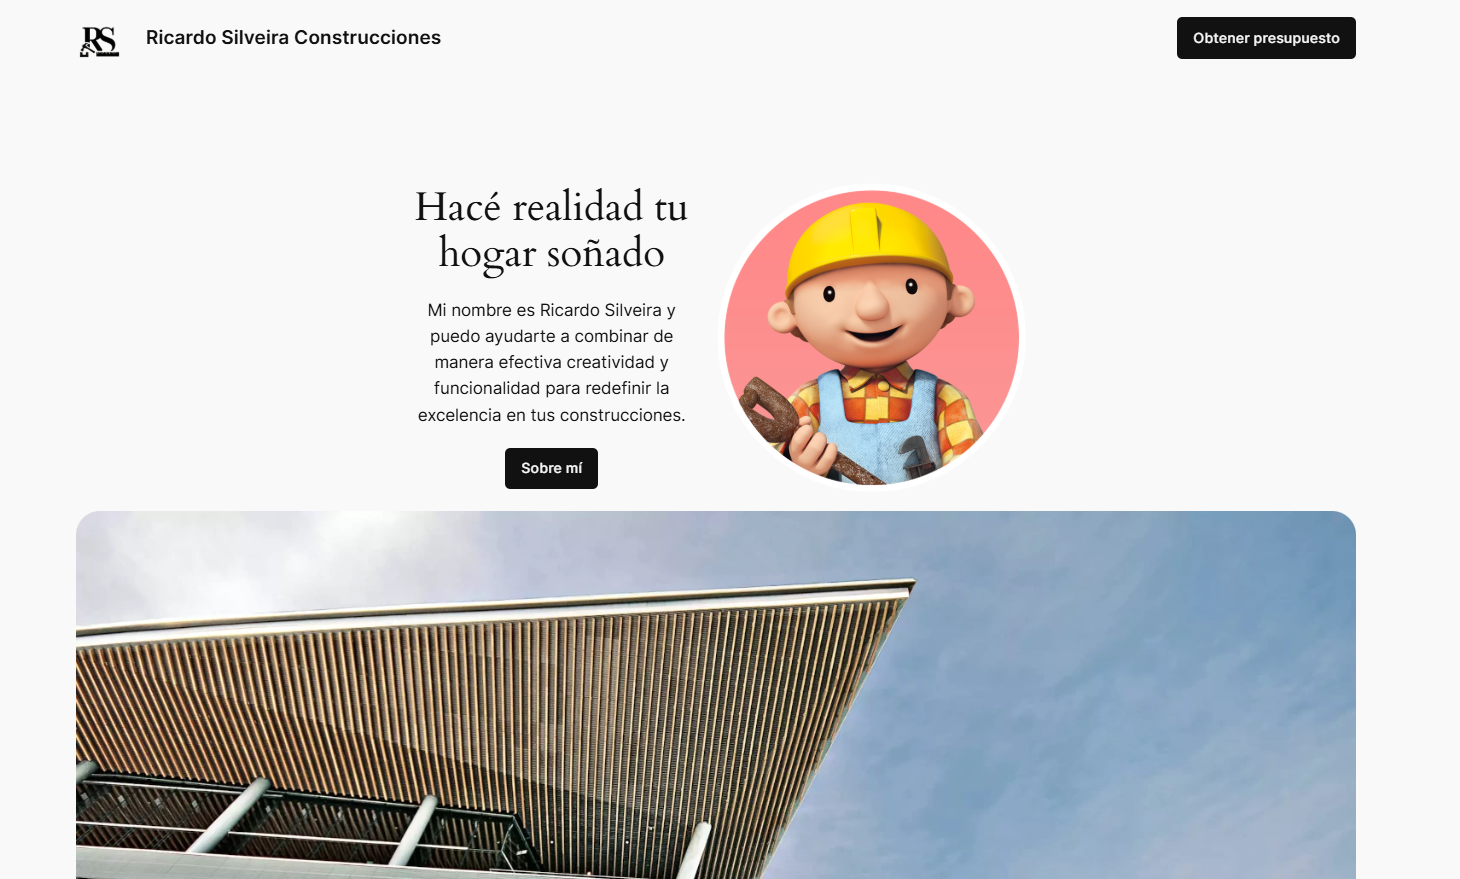 RS
Ricardo Silveira Construcciones
Obtener presupuesto
Hacé realidad tu
hogar soñado
Mi nombre es Ricardo Silveira y
puedo ayudarte a combinar de
manera efectiva creatividad y
funcionalidad para redefinir la
excelencia en tus construcciones.
Sobre mí